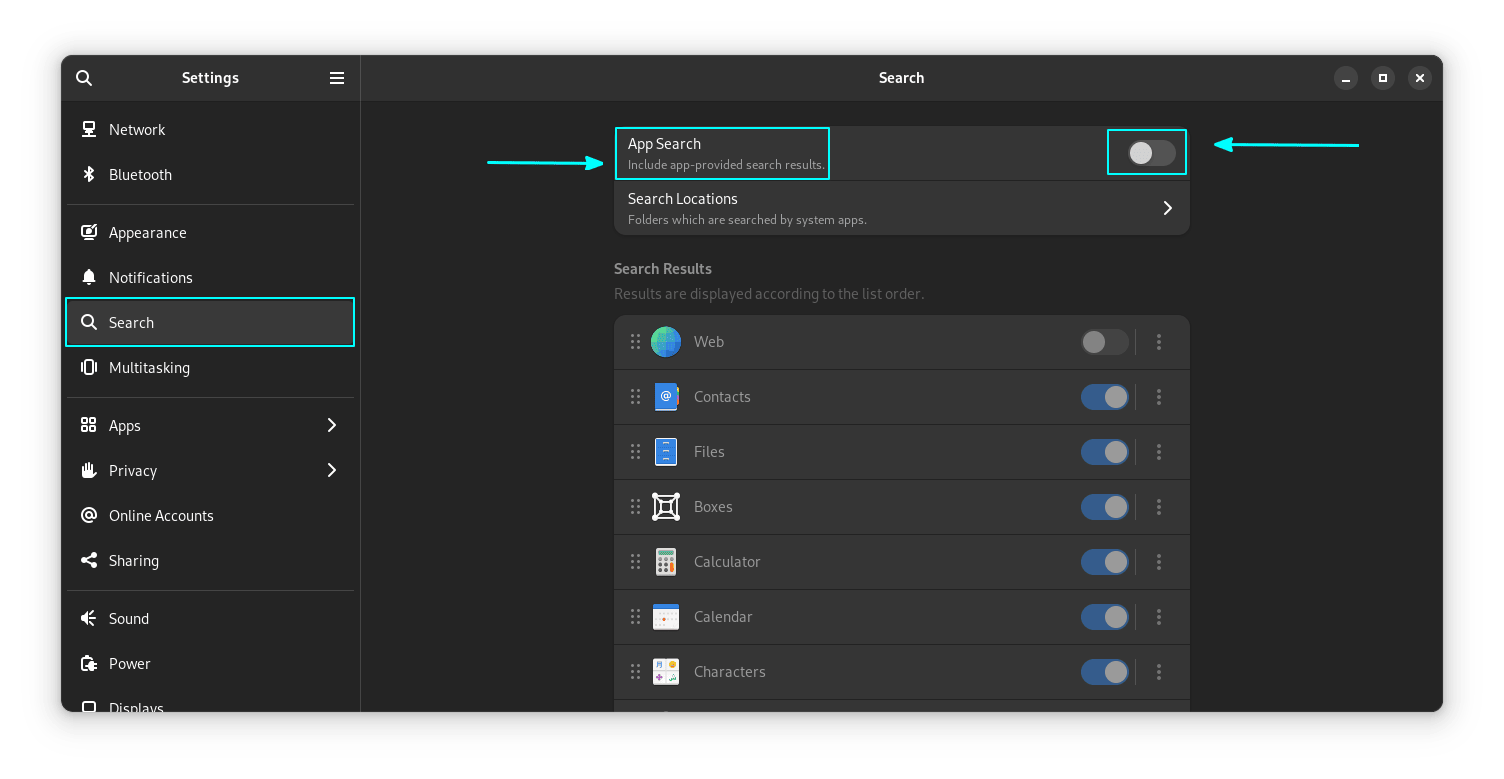 Settings
Search
Network
Bluetooth
Appearance
Notifications
Search
Multitasking
Apps
Privacy
Online Accounts
Sharing
Sound
Power
Displays
App Search
Include app-provided search results.
Search Locations
Folders which are searched by system apps.
Search Results
Results are displayed according to the list order.
Web
Contacts
Files
Boxes
Calculator
Calendar
Characters